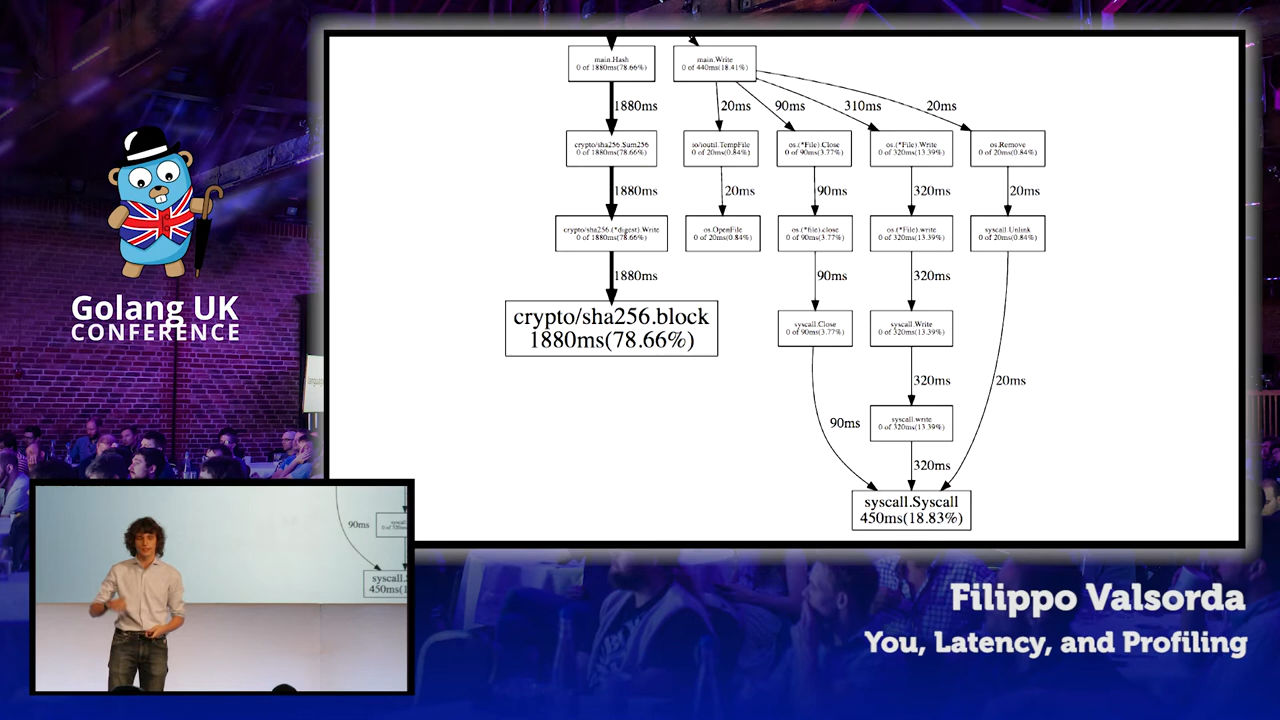 main.Hash
0 of 1880ms(78.66%)
main.Write
0 of 440ms(18.41%)
1880ms
20ms
90ms
310ms
20ms
crypto/sha256.Sum256
0 of 1880ms(78.66%)
io/ioutil.TempFile
0 of 20ms(0.84%)
os.(*File).Close
0 of 90ms(3.77%)
os.(*File).Write
0 of 320ms(13.39%)
os.Remove
0 of 20ms(0.84%)
1880ms
20ms
90ms
320ms
20ms
crypto/sha256.(*digest).Write
0 of 1880ms(78.66%)
os.OpenFile
0 of 20ms(0.84%)
os.(*file).close
0 of 90ms(3.77%)
os.(*File).write
0 of 320ms(13.39%)
syscall.Unlink
0 of 20ms(0.84%)
1880ms
90ms
320ms
crypto/sha256.block
1880ms(78.66%)
syscall.Close
0 of 90ms(3.77%)
syscall.Write
0 of 320ms(13.39%)
320ms
20ms
syscall.write
0 of 320ms(13.39%)
90ms
320ms
syscall.Syscall
450ms(18.83%)
Golang UK
CONFERENCE
90ms
syscall.
450ms(1
Filippo Valsorda
You, Latency, and Profiling